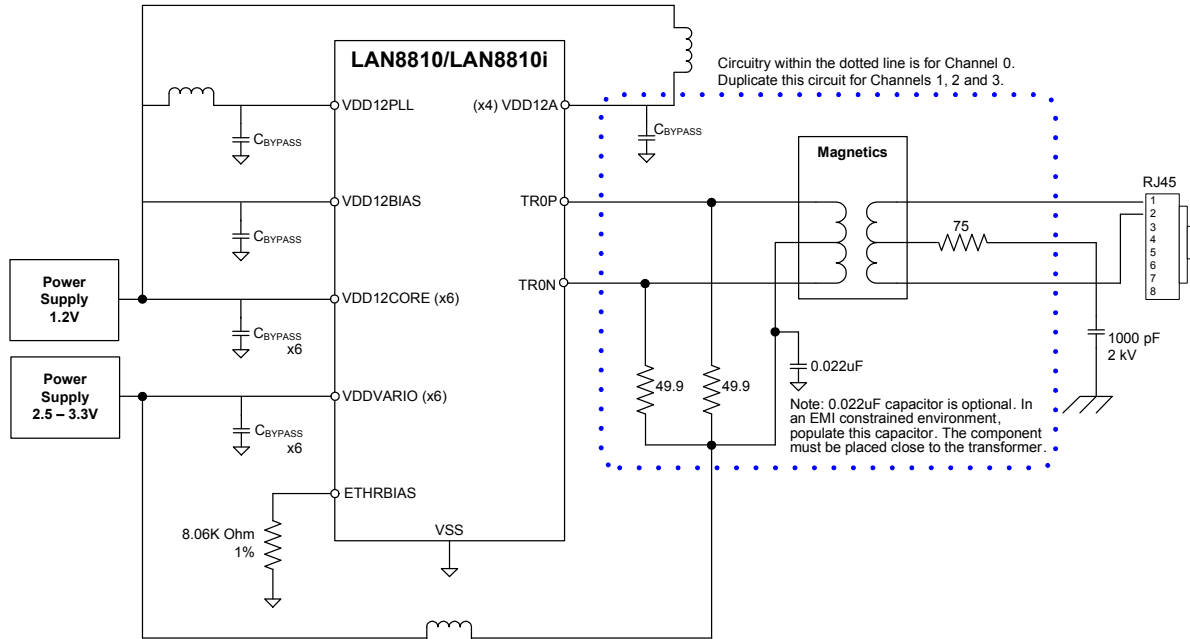 LAN8810/LAN8810i
Circuitry within the dotted line is for Channel 0.
Duplicate this circuit for Channels 1, 2 and 3.
VDD12PLL
(x4) VDD12A
CBYPASS
CBYPASS
Magnetics
RJ45
VDD12BIAS
TR0P
1
2
3
4
5
6
7
8
75
CBYPASS
Power
Supply
1.2V
VDD12CORE (x6)
TR0N
CBYPASS
x6
1000 pF
2 kV
0.022uF
Power
Supply
2.5 – 3.3V
VDDVARIO (x6)
49.9
49.9
CBYPASS
x6
Note: 0.022uF capacitor is optional. In
an EMI constrained environment,
populate this capacitor. The component
must be placed close to the transformer.
ETHRBIAS
8.06K Ohm
1%
VSS